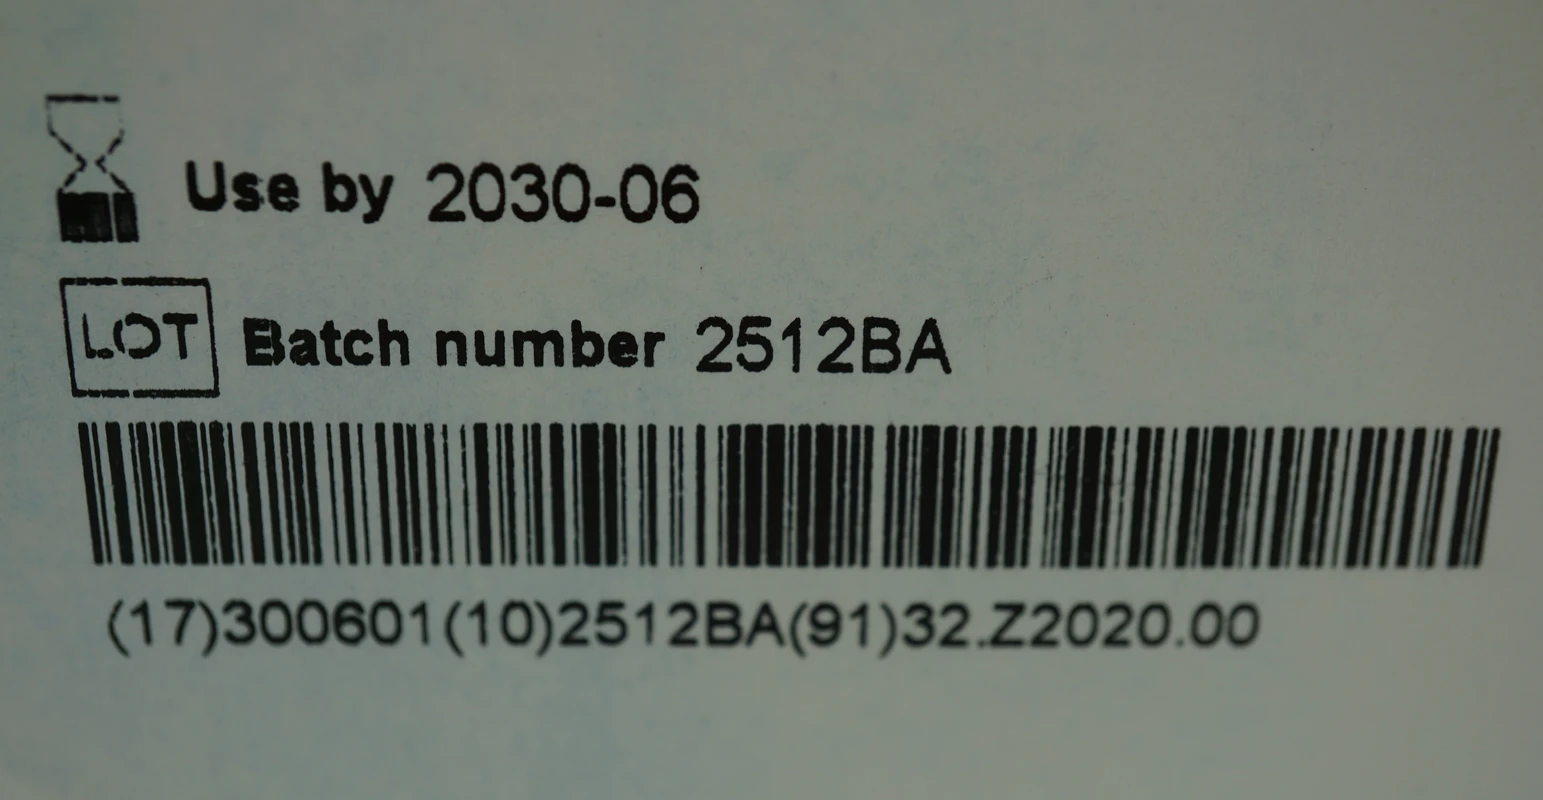 Use by 2030-06
LOT Batch number 2512BA
(17)300601(10)2512BA(91)32.Z2020.00